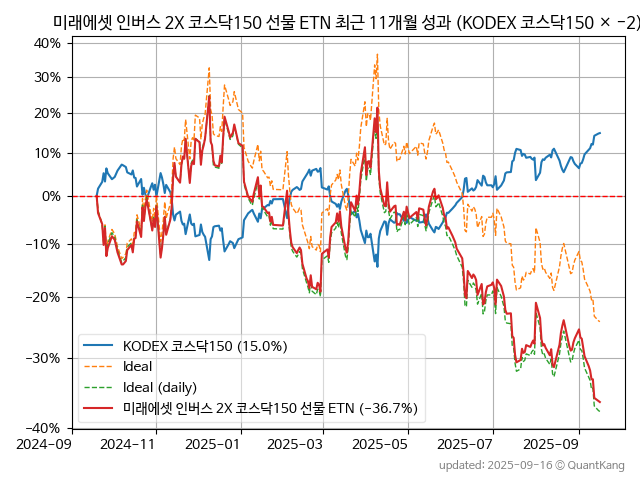 미래에셋 인버스 2X 코스닥150 선물 ETN 최근 11개월 성과 (KODEX 코스닥150 × −2)
40%
30%
20%
10%
0%
−10%
−20%
−30%
−40%
KODEX 코스닥150 (15.0%)
Ideal
Ideal (daily)
미래에셋 인버스 2X 코스닥150 선물 ETN (−36.7%)
2024-09
2024-11
2025-01
2025-03
2025-05
2025-07
2025-09
updated: 2025-09-16 ⓒ QuantKang